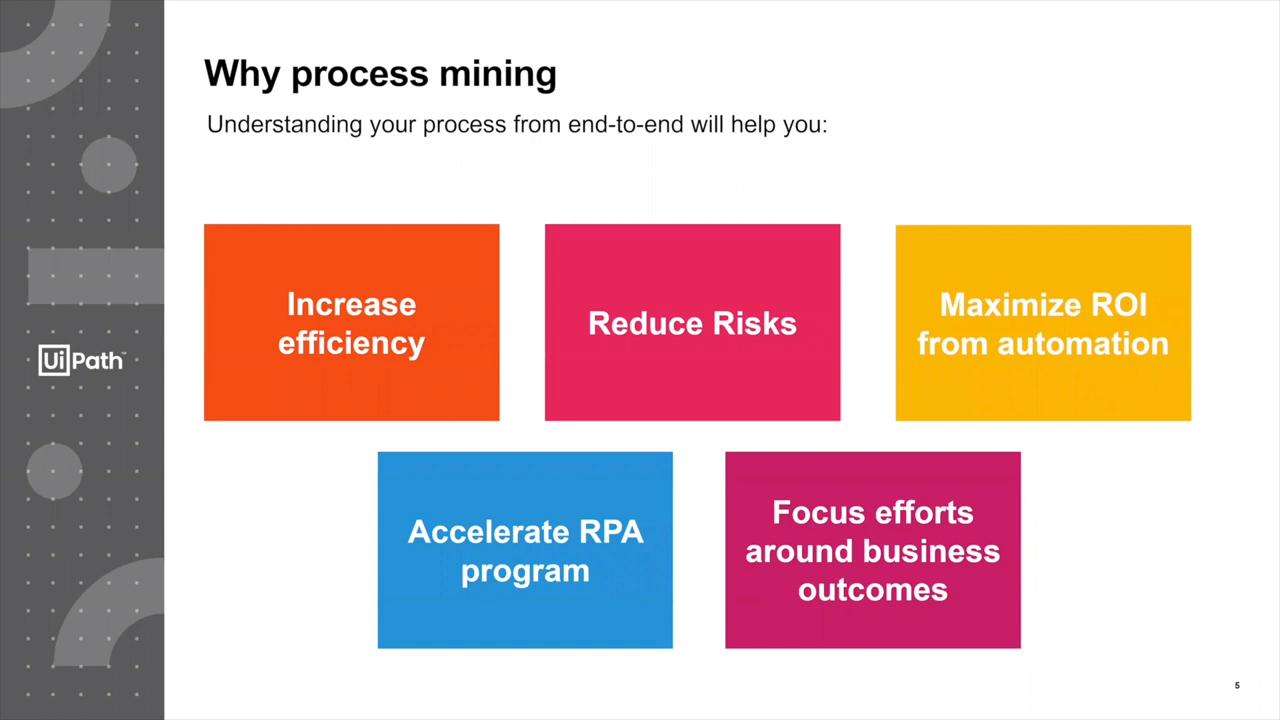 Why process mining
Understanding your process from end-to-end will help you:
Increase
efficiency
Reduce Risks
Maximize ROI
from automation
UiPath™
Accelerate RPA
program
Focus efforts
around business
outcomes
5